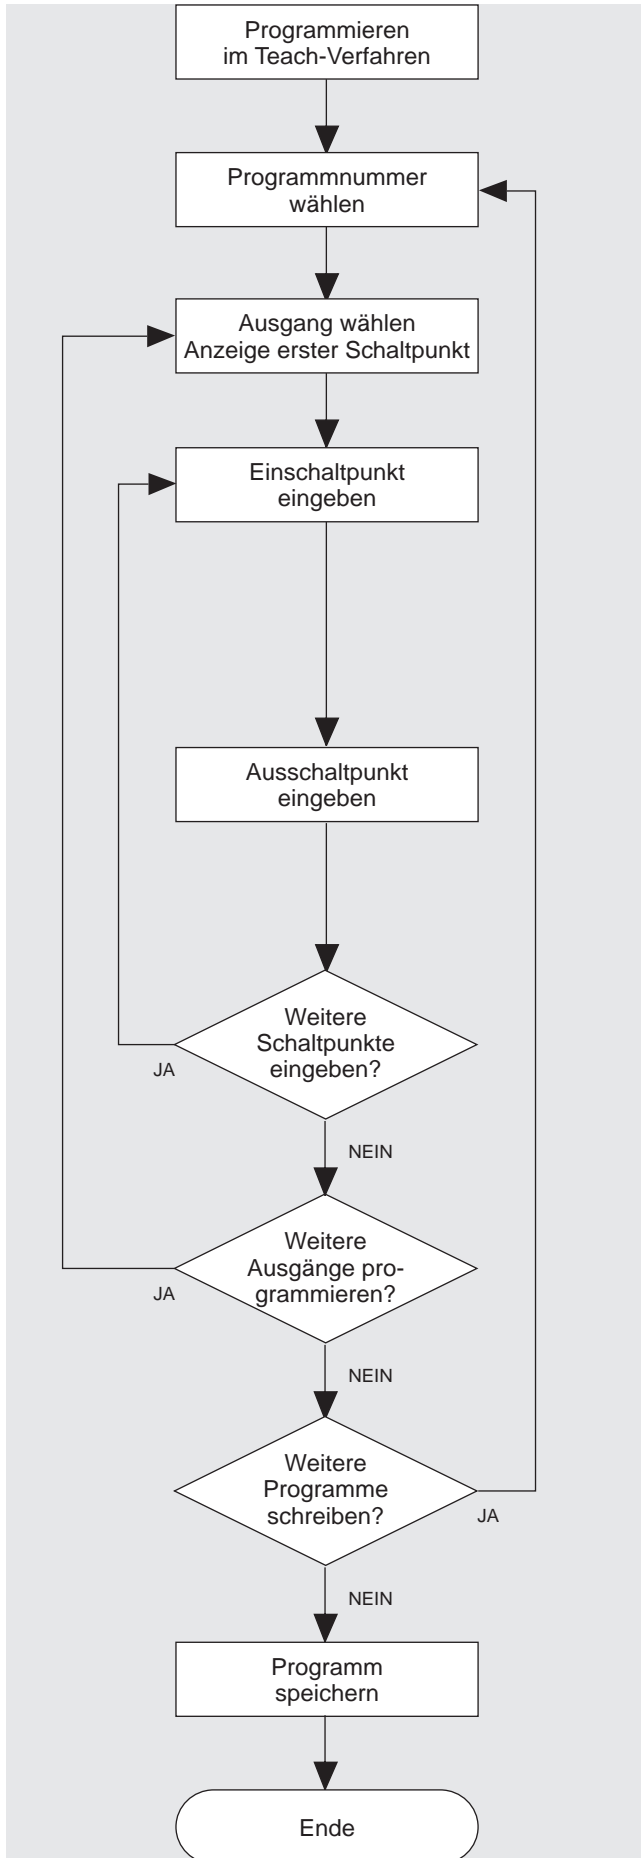 Programmieren
im Teach-Verfahren
Programmnummer
wählen
Ausgang wählen
Anzeige erster Schaltpunkt
Einschaltpunkt
eingeben
Ausschaltpunkt
eingeben
Weitere
Schaltpunkte
eingeben?
JA
NEIN
Weitere
Ausgänge pro-
grammieren?
JA
NEIN
Weitere
Programme
schreiben?
JA
NEIN
Programm
speichern
Ende